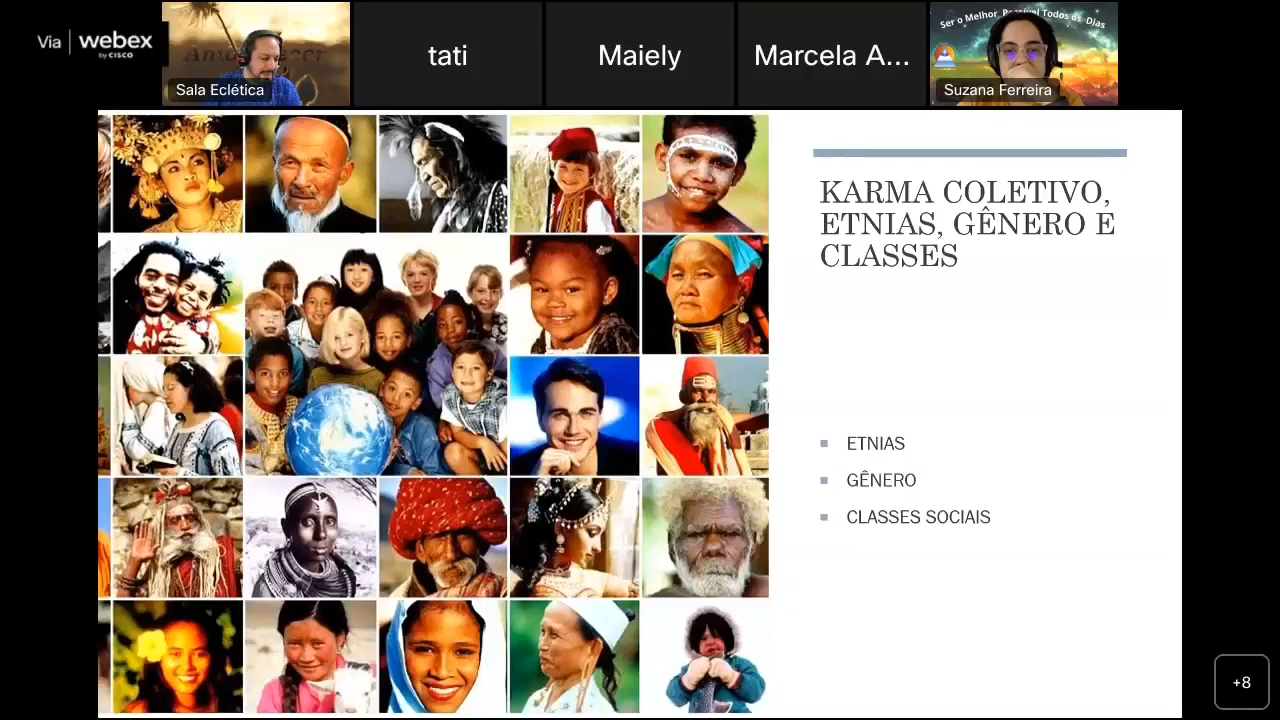 Via
webex
by CISCO
Sala Eclética
tati
Maiely
Marcela A...
Ser o Melhor Possível Todos os Dias
Suzana Ferreira
KARMA COLETIVO,
ETNIAS, GÊNERO E
CLASSES
ETNIAS
GÊNERO
CLASSES SOCIAIS
+8